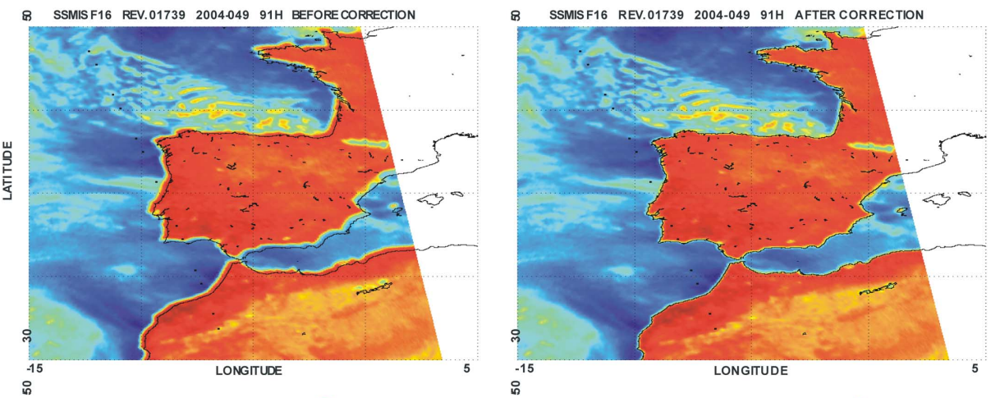 50 SSMIS F16 REV. 01739 2004-049 91H BEFORE CORRECTION
LATITUDE
30
-15 LONGITUDE 5
50
50 SSMIS F16 REV. 01739 2004-049 91H AFTER CORRECTION
30
-15 LONGITUDE 5
50